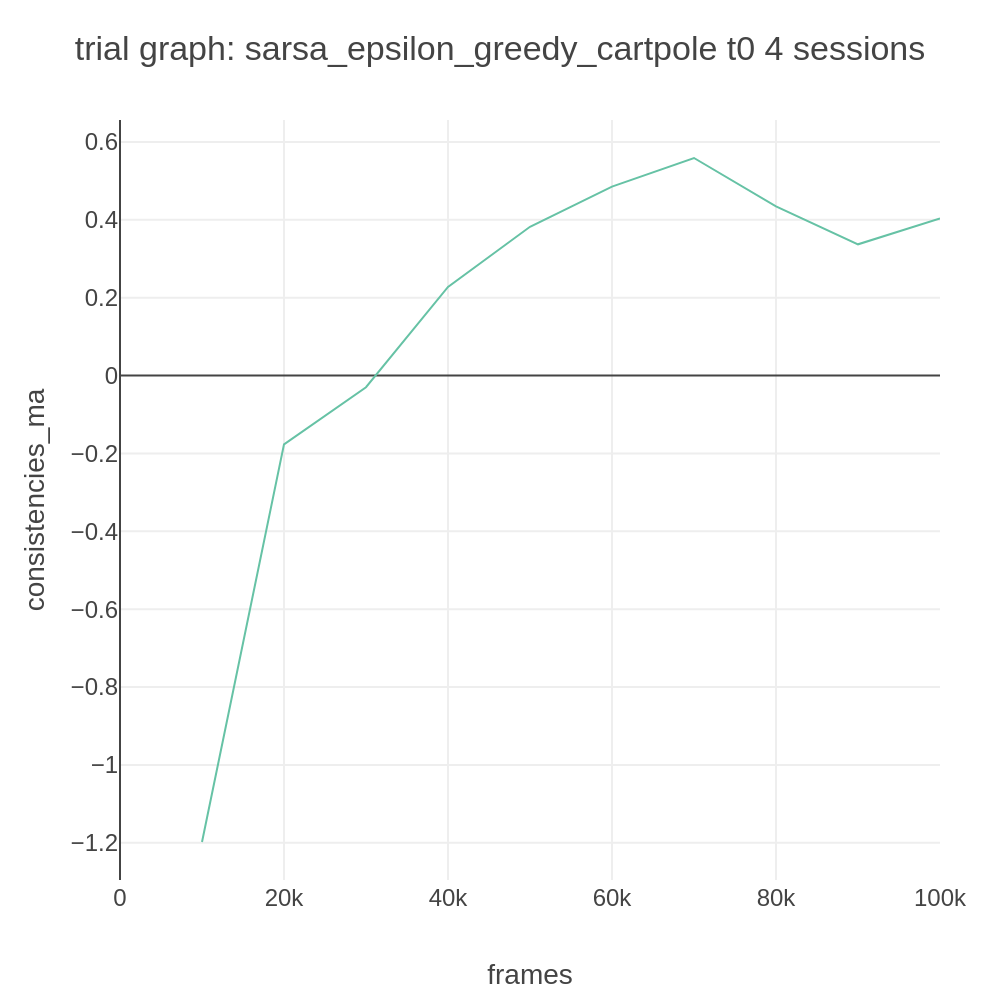 trial graph: sarsa_epsilon_greedy_cartpole t0 4 sessions
0.6
0.4
0.2
0
−0.2
−0.4
−0.6
−0.8
−1
−1.2
consistencies_ma
0
20k
40k
60k
80k
100k
frames